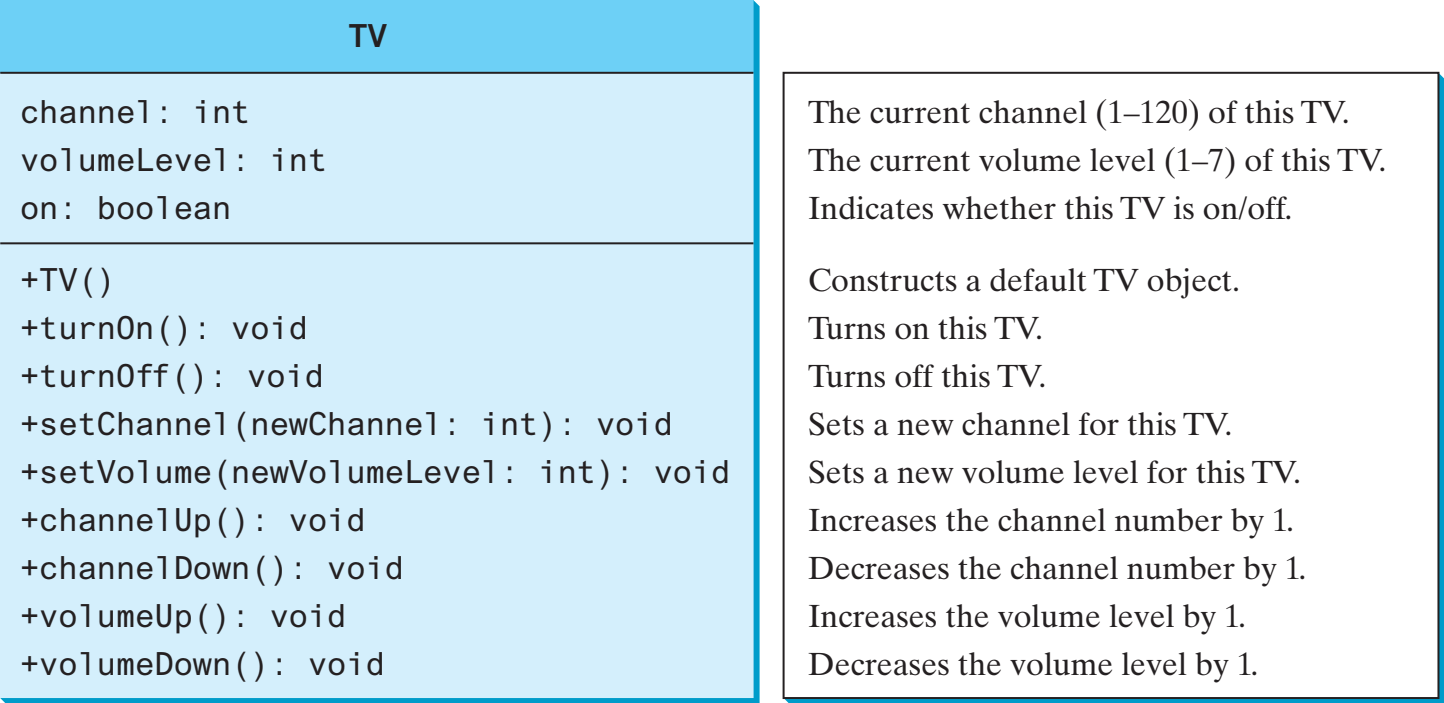 TV
channel: int
volumeLevel: int
on: boolean
+TV()
+turnOn(): void
+turnOff(): void
+setChannel(newChannel: int): void
+setVolume(newVolumeLevel: int): void
+channelUp(): void
+channelDown(): void
+volumeUp(): void
+volumeDown(): void
The current channel (1–120) of this TV.
The current volume level (1–7) of this TV.
Indicates whether this TV is on/off.
Constructs a default TV object.
Turns on this TV.
Turns off this TV.
Sets a new channel for this TV.
Sets a new volume level for this TV.
Increases the channel number by 1.
Decreases the channel number by 1.
Increases the volume level by 1.
Decreases the volume level by 1.